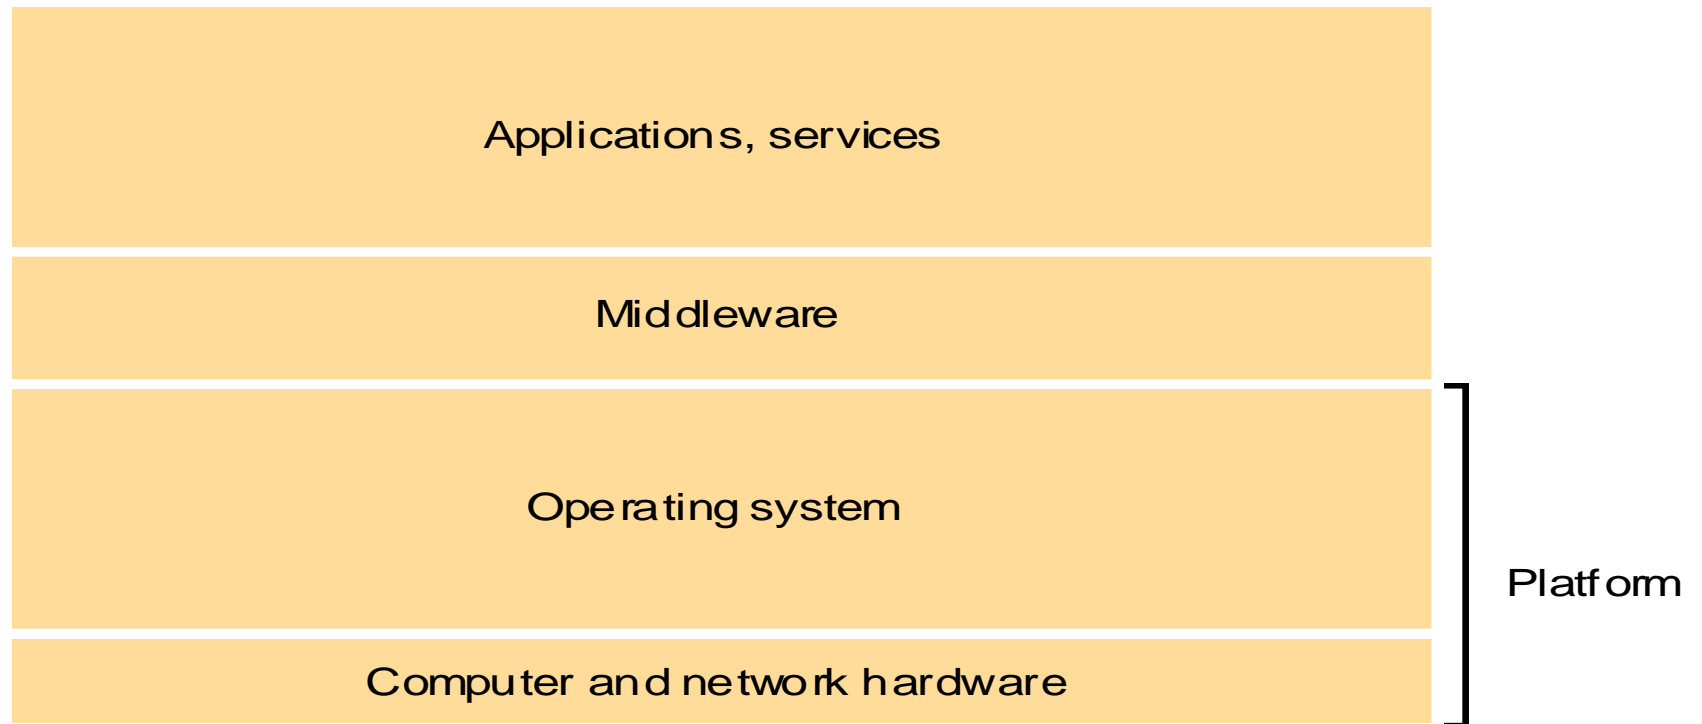 Applications, services
Middleware
Operating system
Platform
Computer and network hardware